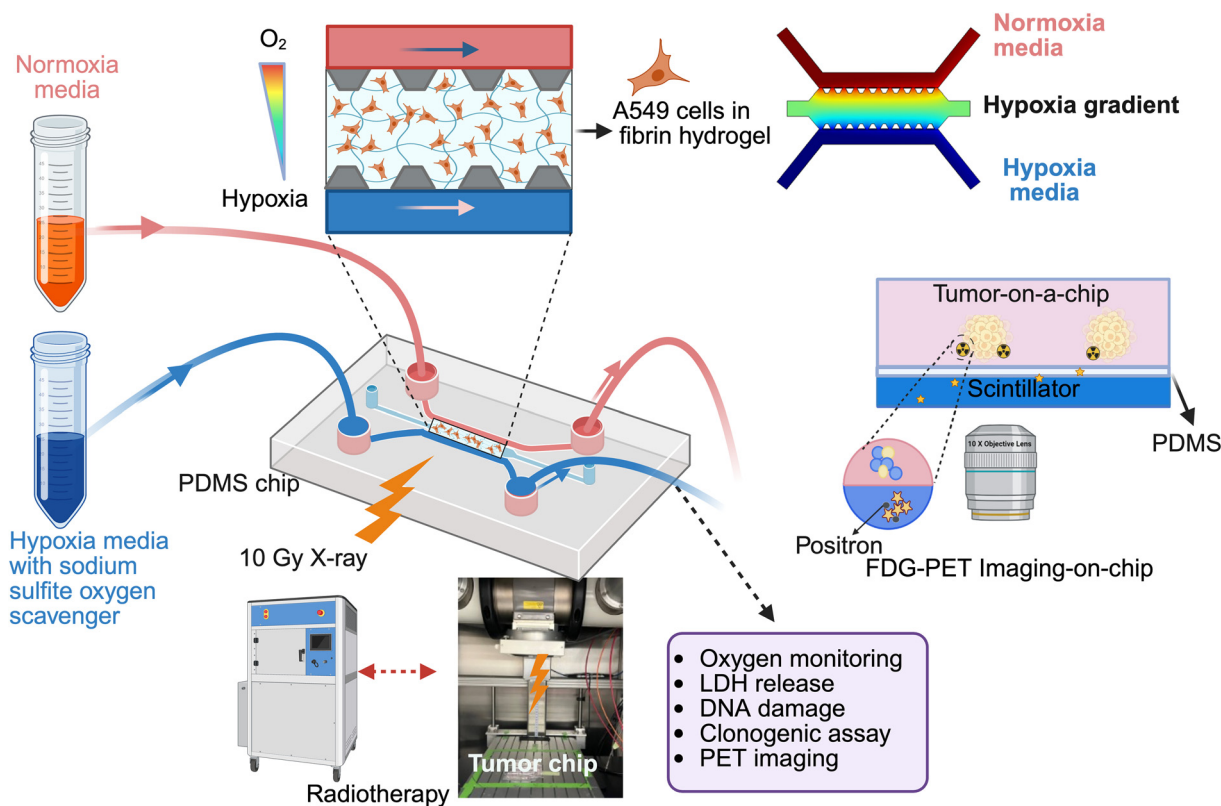 O₂
Normoxia
media
Hypoxia
A549 cells in
fibrin hydrogel
Normoxia
media
Hypoxia gradient
Hypoxia
media
Tumor-on-a-chip
Scintillator
PDMS
10 X Objective Lens
Positron
FDG-PET Imaging-on-chip
PDMS chip
10 Gy X-ray
Hypoxia media
with sodium
sulfite oxygen
scavenger
Tumor chip
Radiotherapy
• Oxygen monitoring
• LDH release
• DNA damage
• Clonogenic assay
• PET imaging